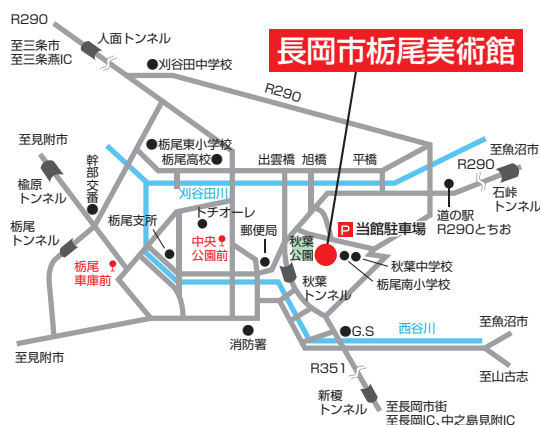 R290
至三条市
至三条燕IC
人面トンネル
刈谷田中学校
長岡市栃尾美術館
R290
至見附市
幹部交番
楡原
トンネル
栃尾
トンネル
栃尾東小学校
栃尾高校
出雲橋
旭橋
平橋
至魚沼市
R290
石峠
トンネル
道の駅
R290とちお
刈谷田川
栃尾支所
トチオーレ
中央
公園前
郵便局
秋葉
公園
P 当館駐車場
秋葉中学校
栃尾南小学校
秋葉
トンネル
栃尾
車庫前
消防署
G.S
西谷川
至魚沼市
至見附市
R351
至山古志
新榎
トンネル
至長岡市街
至長岡IC、中之島見附IC